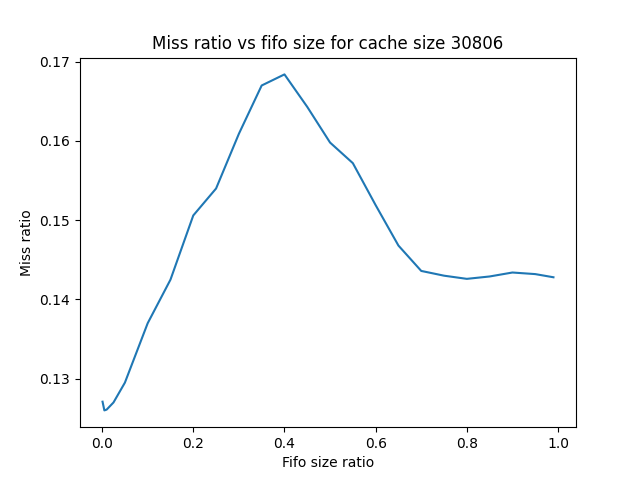 Miss ratio vs fifo size for cache size 30806
0.17
0.16
0.15
0.14
0.13
Miss ratio
0.0 0.2 0.4 0.6 0.8 1.0
Fifo size ratio